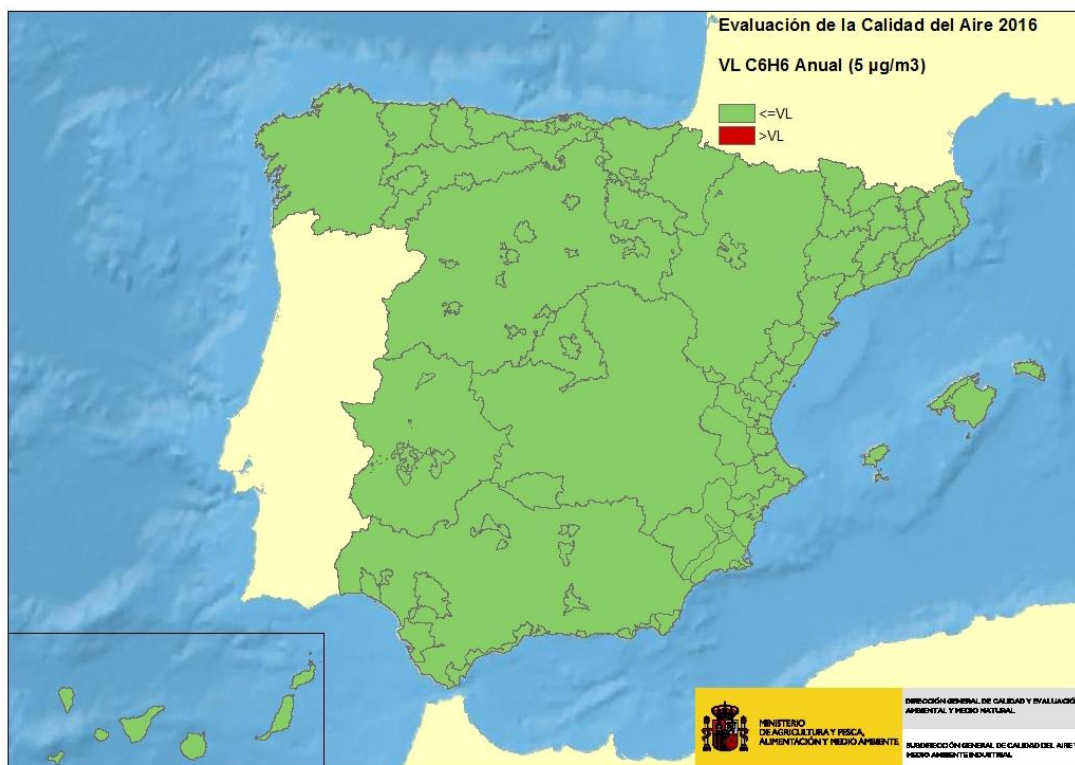 Evaluación de la Calidad del Aire 2016
VL C6H6 Anual (5 µg/m3)
<=VL
>VL
MINISTERIO
DE AGRICULTURA Y PESCA,
ALIMENTACIÓN Y MEDIO AMBIENTE
DIRECCIÓN GENERAL DE CALIDAD Y EVALUACIÓ
AMBIENTAL Y MEDIO NATURAL
SUBDIRECCIÓN GENERAL DE CALIDAD DEL AIRE Y
MEDIO AMBIENTE INDUSTRIAL